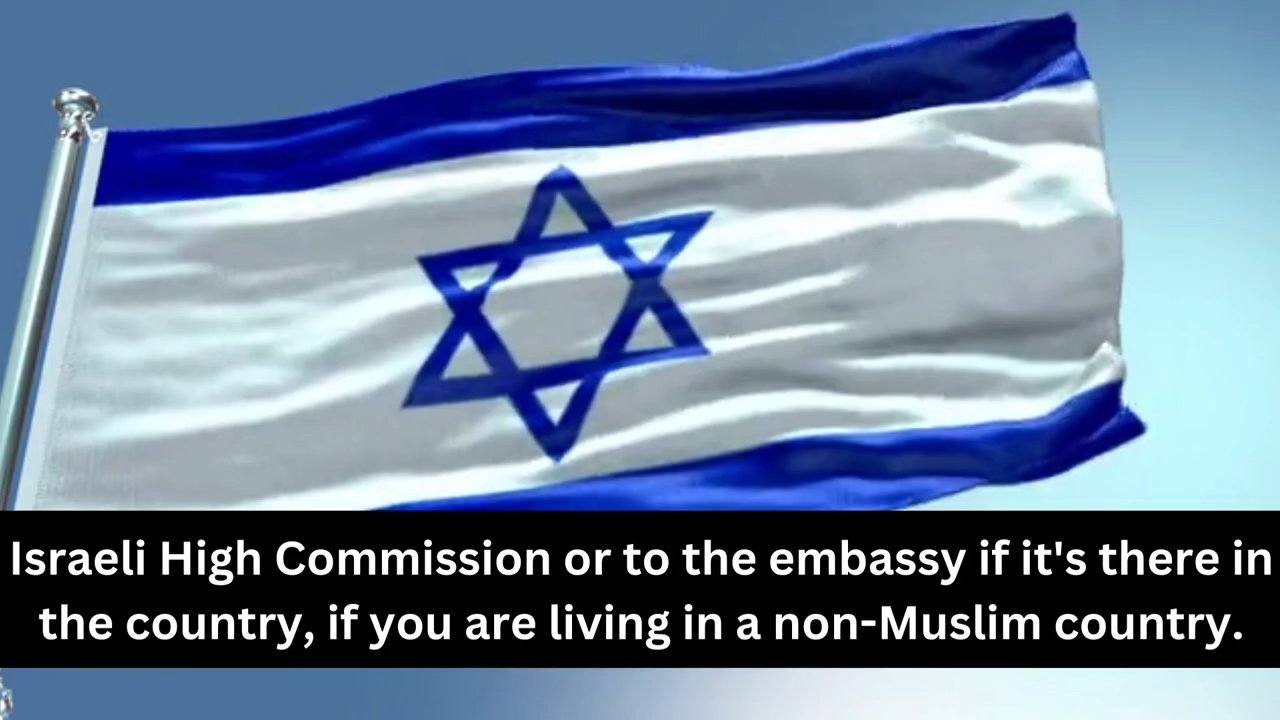 Israeli High Commission or to the embassy if it's there in
the country, if you are living in a non-Muslim country.